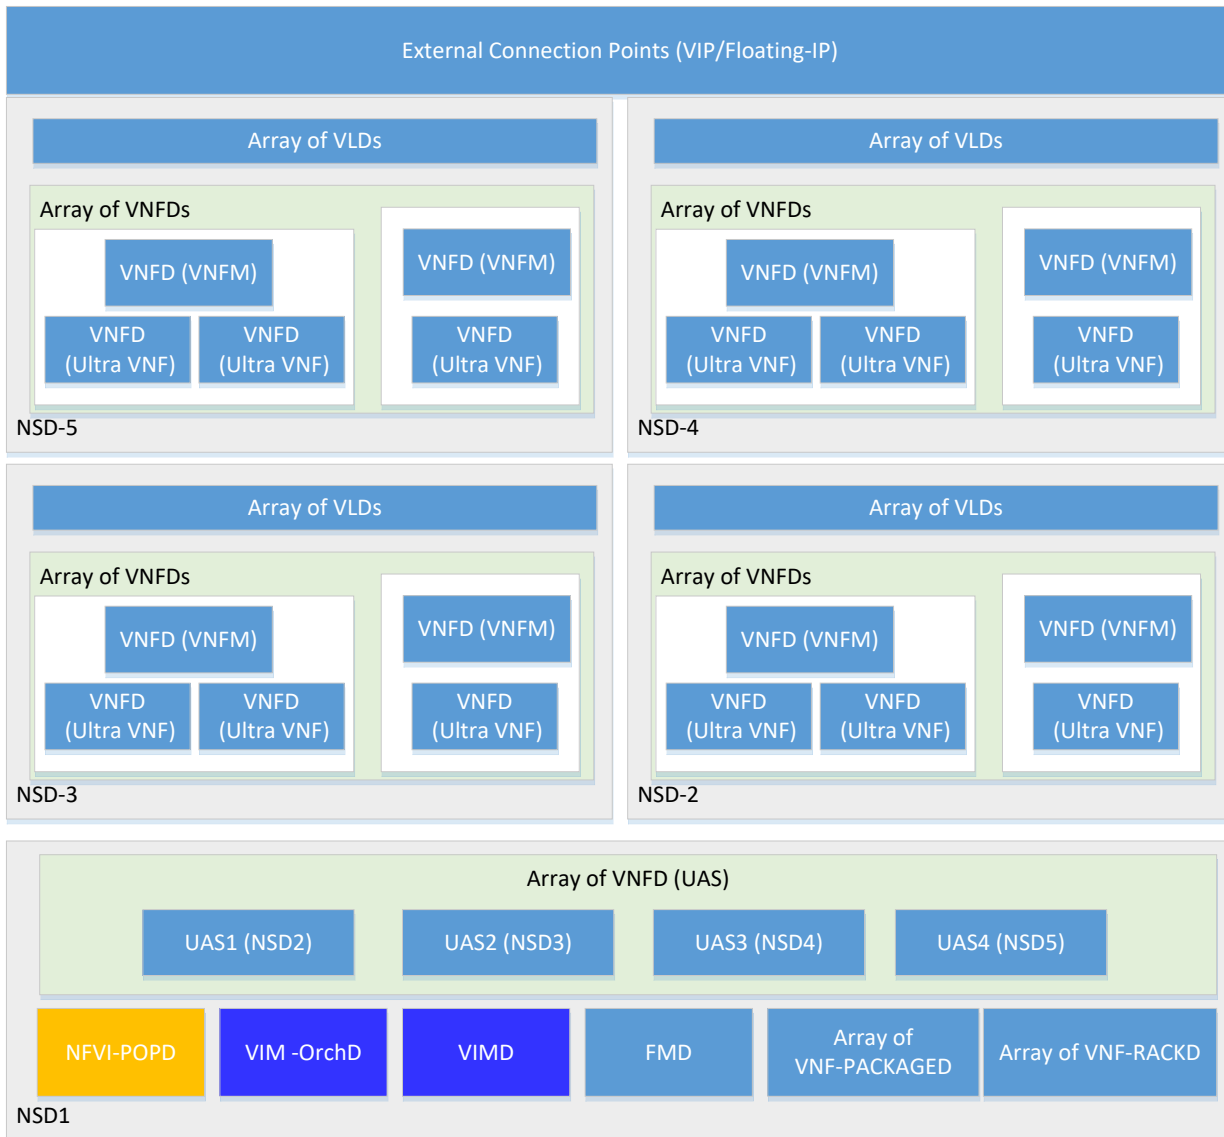 External Connection Points (VIP/Floating-IP)
Array of VLDs
Array of VNFDs
VNFD (VNFM)
VNFD
(Ultra VNF)
VNFD
(Ultra VNF)
VNFD (VNFM)
VNFD
(Ultra VNF)
NSD-5
Array of VLDs
Array of VNFDs
VNFD (VNFM)
VNFD
(Ultra VNF)
VNFD
(Ultra VNF)
VNFD (VNFM)
VNFD
(Ultra VNF)
NSD-4
Array of VLDs
Array of VNFDs
VNFD (VNFM)
VNFD
(Ultra VNF)
VNFD
(Ultra VNF)
VNFD (VNFM)
VNFD
(Ultra VNF)
NSD-3
Array of VLDs
Array of VNFDs
VNFD (VNFM)
VNFD
(Ultra VNF)
VNFD
(Ultra VNF)
VNFD (VNFM)
VNFD
(Ultra VNF)
NSD-2
Array of VNFD (UAS)
UAS1 (NSD2)
UAS2 (NSD3)
UAS3 (NSD4)
UAS4 (NSD5)
NFVI-POPD
VIM -OrchD
VIMD
FMD
Array of
VNF-PACKAGED
Array of VNF-RACKD
NSD1